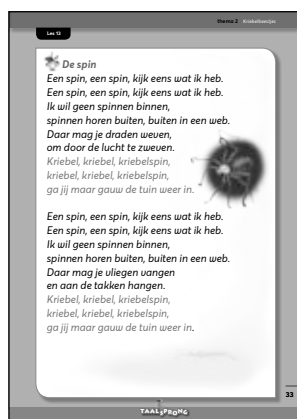 thema 2 Kriebelbeestjes
Les 13
De spin
Een spin, een spin, kijk eens wat ik heb.
Een spin, een spin, kijk eens wat ik heb.
Ik wil geen spinnen binnen,
spinnen horen buiten, buiten in een web.
Daar mag je draden weven,
om door de lucht te zweven.
Kriebel, kriebel, kriebelspin,
kriebel, kriebel, kriebelspin,
ga jij maar gauw de tuin weer in.
Een spin, een spin, kijk eens wat ik heb.
Een spin, een spin, kijk eens wat ik heb.
Ik wil geen spinnen binnen,
spinnen horen buiten, buiten in een web.
Daar mag je vliegen vangen
en aan de takken hangen.
Kriebel, kriebel, kriebelspin,
kriebel, kriebel, kriebelspin,
ga jij maar gauw de tuin weer in.
33
TAALSPRONG